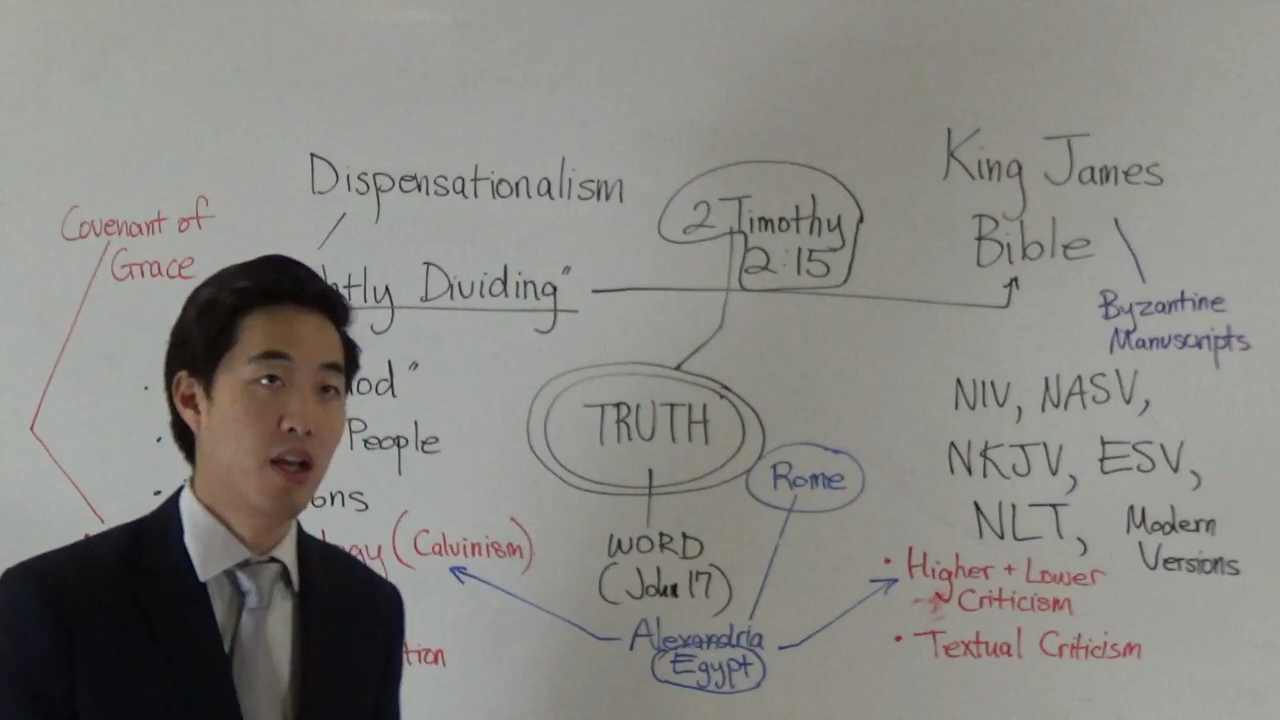 Dispensationalism
Covenant of
Grace
tly Dividing"
od"
People
ons
gy (Calvinism)
tion
2 Timothy
2:15
TRUTH
WORD
(John 17)
Rome
Alexandria
Egypt
King James
Bible
Byzantine
Manuscripts
NIV, NASV,
NKJV, ESV,
NLT,
Modern
Versions
• Higher + Lower
Criticism
• Textual Criticism